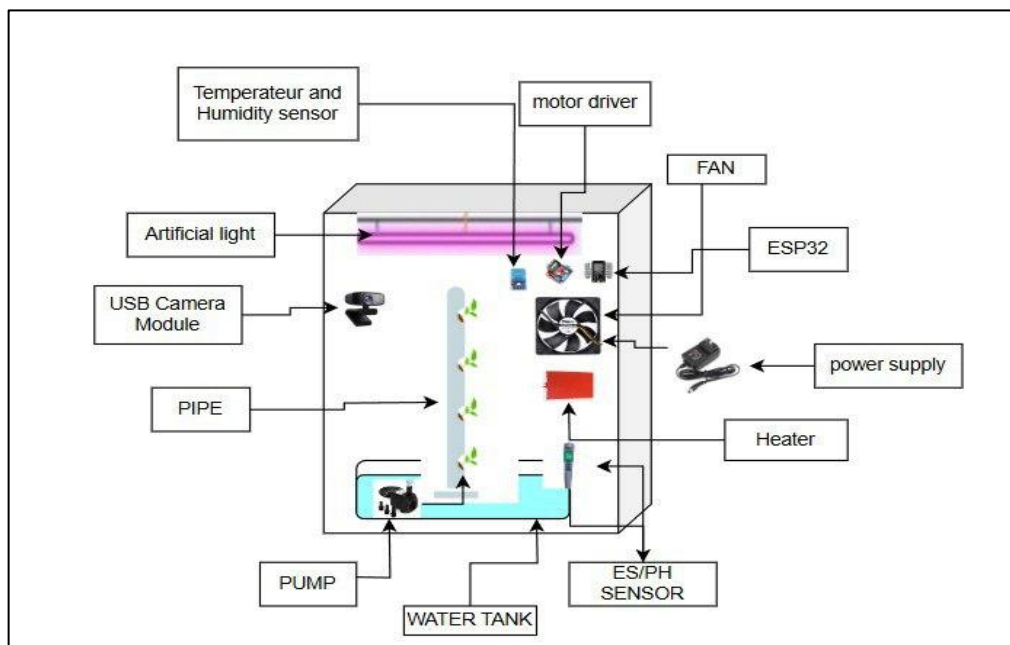 Temperateur and
Humidity sensor
motor driver
FAN
Artificial light
ESP32
USB Camera
Module
power supply
PIPE
Heater
PUMP
ES/PH
SENSOR
WATER TANK